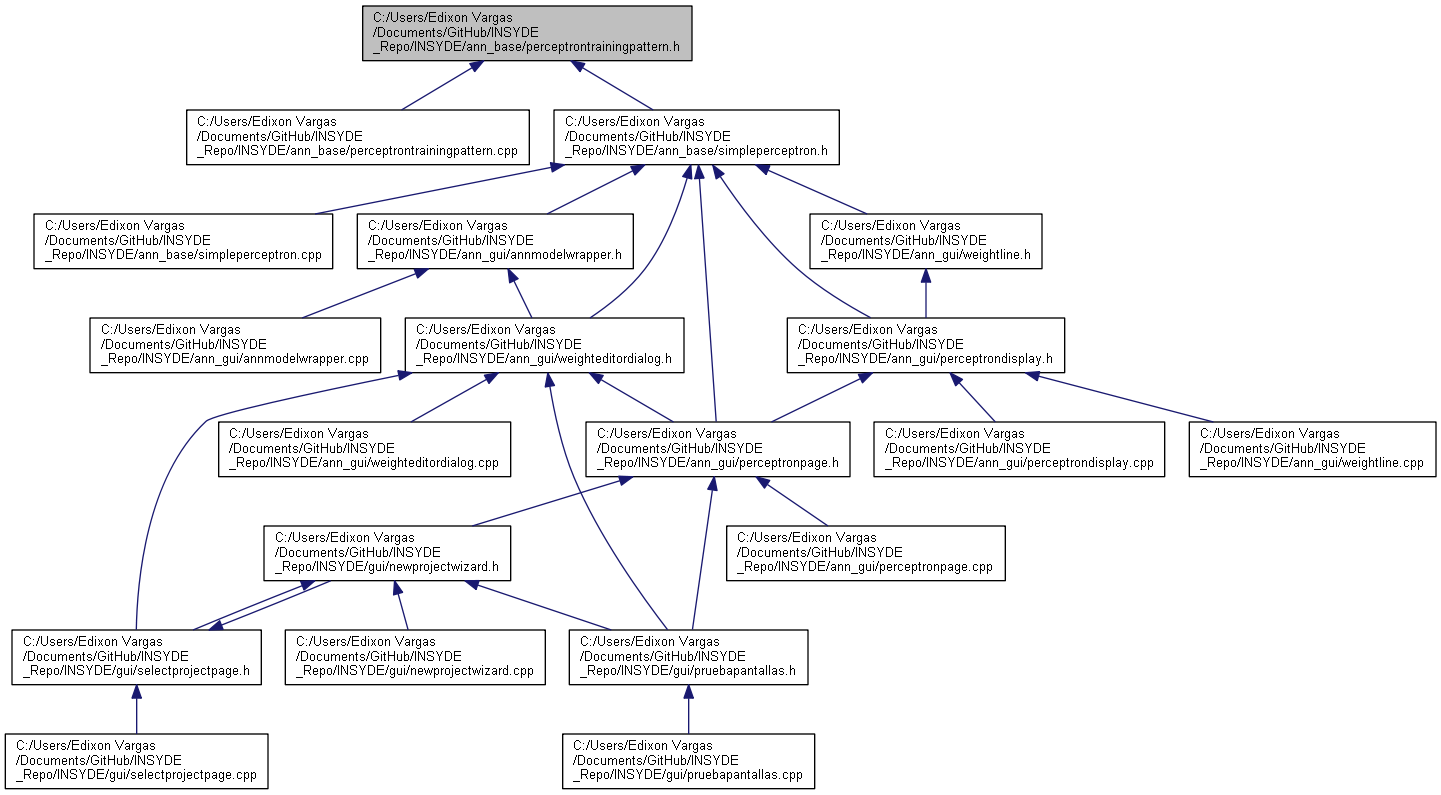 C:/Users/Edixon Vargas
/Documents/GitHub/INSYDE
_Repo/INSYDE/ann_base/perceptrontrainingpattern.h
C:/Users/Edixon Vargas
/Documents/GitHub/INSYDE
_Repo/INSYDE/ann_base/perceptrontrainingpattern.cpp
C:/Users/Edixon Vargas
/Documents/GitHub/INSYDE
_Repo/INSYDE/ann_base/simpleperceptron.h
C:/Users/Edixon Vargas
/Documents/GitHub/INSYDE
_Repo/INSYDE/ann_base/simpleperceptron.cpp
C:/Users/Edixon Vargas
/Documents/GitHub/INSYDE
_Repo/INSYDE/ann_gui/annmodelwrapper.h
C:/Users/Edixon Vargas
/Documents/GitHub/INSYDE
_Repo/INSYDE/ann_gui/weightline.h
C:/Users/Edixon Vargas
/Documents/GitHub/INSYDE
_Repo/INSYDE/ann_gui/annmodelwrapper.cpp
C:/Users/Edixon Vargas
/Documents/GitHub/INSYDE
_Repo/INSYDE/ann_gui/weighteditordialog.h
C:/Users/Edixon Vargas
/Documents/GitHub/INSYDE
_Repo/INSYDE/ann_gui/perceptrondisplay.h
C:/Users/Edixon Vargas
/Documents/GitHub/INSYDE
_Repo/INSYDE/ann_gui/weighteditordialog.cpp
C:/Users/Edixon Vargas
/Documents/GitHub/INSYDE
_Repo/INSYDE/ann_gui/perceptronpage.h
C:/Users/Edixon Vargas
/Documents/GitHub/INSYDE
_Repo/INSYDE/ann_gui/perceptrondisplay.cpp
C:/Users/Edixon Vargas
/Documents/GitHub/INSYDE
_Repo/INSYDE/ann_gui/weightline.cpp
C:/Users/Edixon Vargas
/Documents/GitHub/INSYDE
_Repo/INSYDE/gui/newprojectwizard.h
C:/Users/Edixon Vargas
/Documents/GitHub/INSYDE
_Repo/INSYDE/ann_gui/perceptronpage.cpp
C:/Users/Edixon Vargas
/Documents/GitHub/INSYDE
_Repo/INSYDE/gui/selectprojectpage.h
C:/Users/Edixon Vargas
/Documents/GitHub/INSYDE
_Repo/INSYDE/gui/newprojectwizard.cpp
C:/Users/Edixon Vargas
/Documents/GitHub/INSYDE
_Repo/INSYDE/gui/pruebapantallas.h
C:/Users/Edixon Vargas
/Documents/GitHub/INSYDE
_Repo/INSYDE/gui/selectprojectpage.cpp
C:/Users/Edixon Vargas
/Documents/GitHub/INSYDE
_Repo/INSYDE/gui/pruebapantallas.cpp